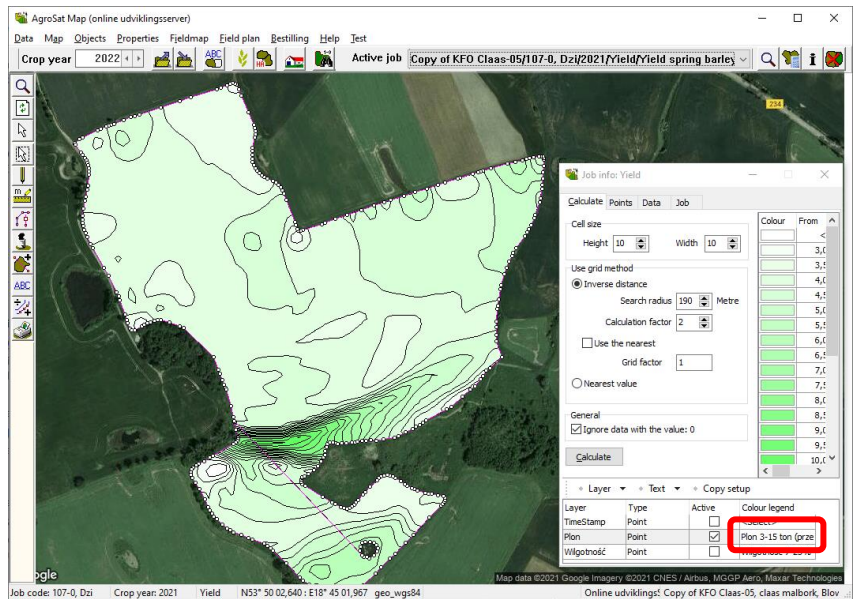 AgroSat Map (online udviklingsserver)
Data Map Objects Properties Fieldmap Field plan Bestilling Help Test
Crop year 2022 ABC HA Active job Copy of KFO Claas-05/107-0, Dzi/2021/Yield/Yield spring barley
234
m
ABC
Job info: Yield
Calculate Points Data Job
Cell size
Height 10 Width 10
Use grid method
Inverse distance
Search radius 190 Metre
Calculation factor 2
Use the nearest
Grid factor 1
Nearest value
General
Ignore data with the value: 0
Calculate
Colour From
<
3,0
3,5
4,0
4,5
5,0
5,5
6,0
6,5
7,0
7,5
8,0
8,5
9,0
9,5
10,0
Layer Text Copy setup
Layer Type Active Colour legend
TimeStamp Point <Select>
Plon Point Plon 3-15 ton (prze
Wilgotność Point
ogle
Map data ©2021 Google Imagery ©2021 CNES / Airbus, MGGP Aero, Maxar Technologies
Job code: 107-0, Dzi Crop year: 2021 Yield N53° 50 02,640 : E18° 45 01,967 geo_wgs84 Online udviklings Copy of KFO Claas-05, claas malbork, Blov